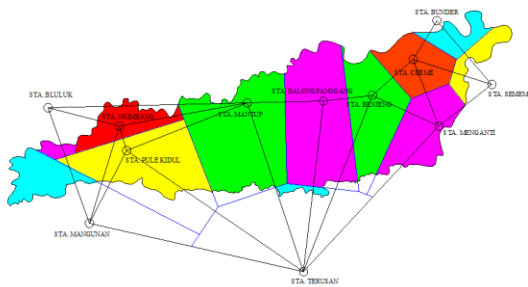 STA. BUNDER
STA. CERME
STA. SEMEM
STA. BLULUK
STA. BALONGPANGGANG
STA. BENJENG
STA. MANTUP
STA. NGIMBANG
STA. MENGANTI
STA. PULE KIDUL
STA. MANGUNAN
STA. TERUSAN